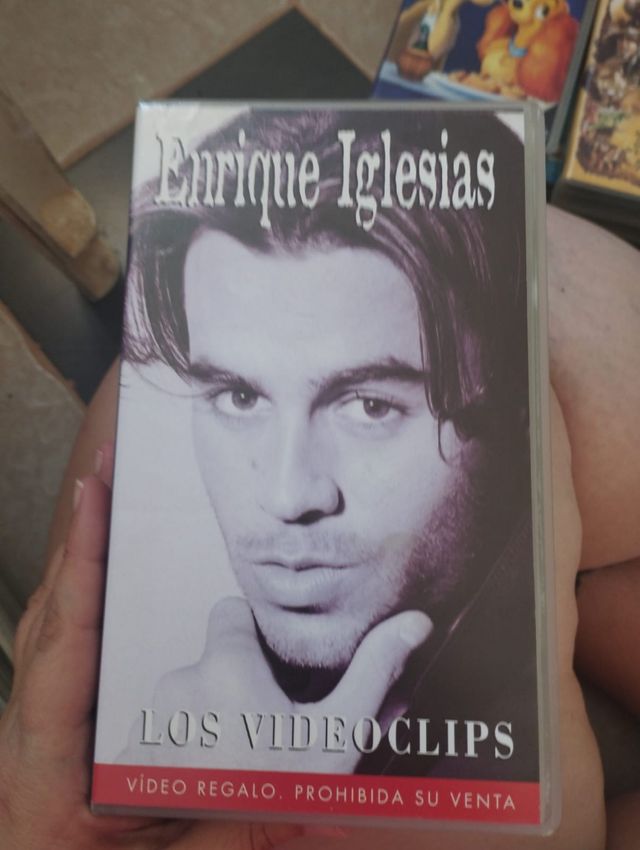 Enrique Iglesias
LOS VIDEOCLIPS
VÍDEO REGALO. PROHIBIDA SU VENTA